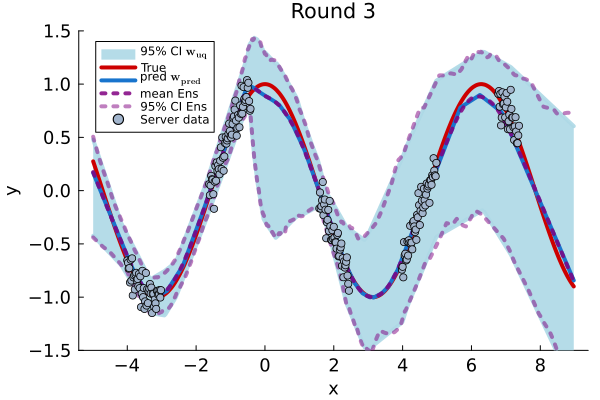 Round 3
1.5
1.0
0.5
0.0
−0.5
−1.0
−1.5
y
95% CI w_uq
True
pred w_pred
mean Ens
95% CI Ens
Server data
−4 −2 0 2 4 6 8
x